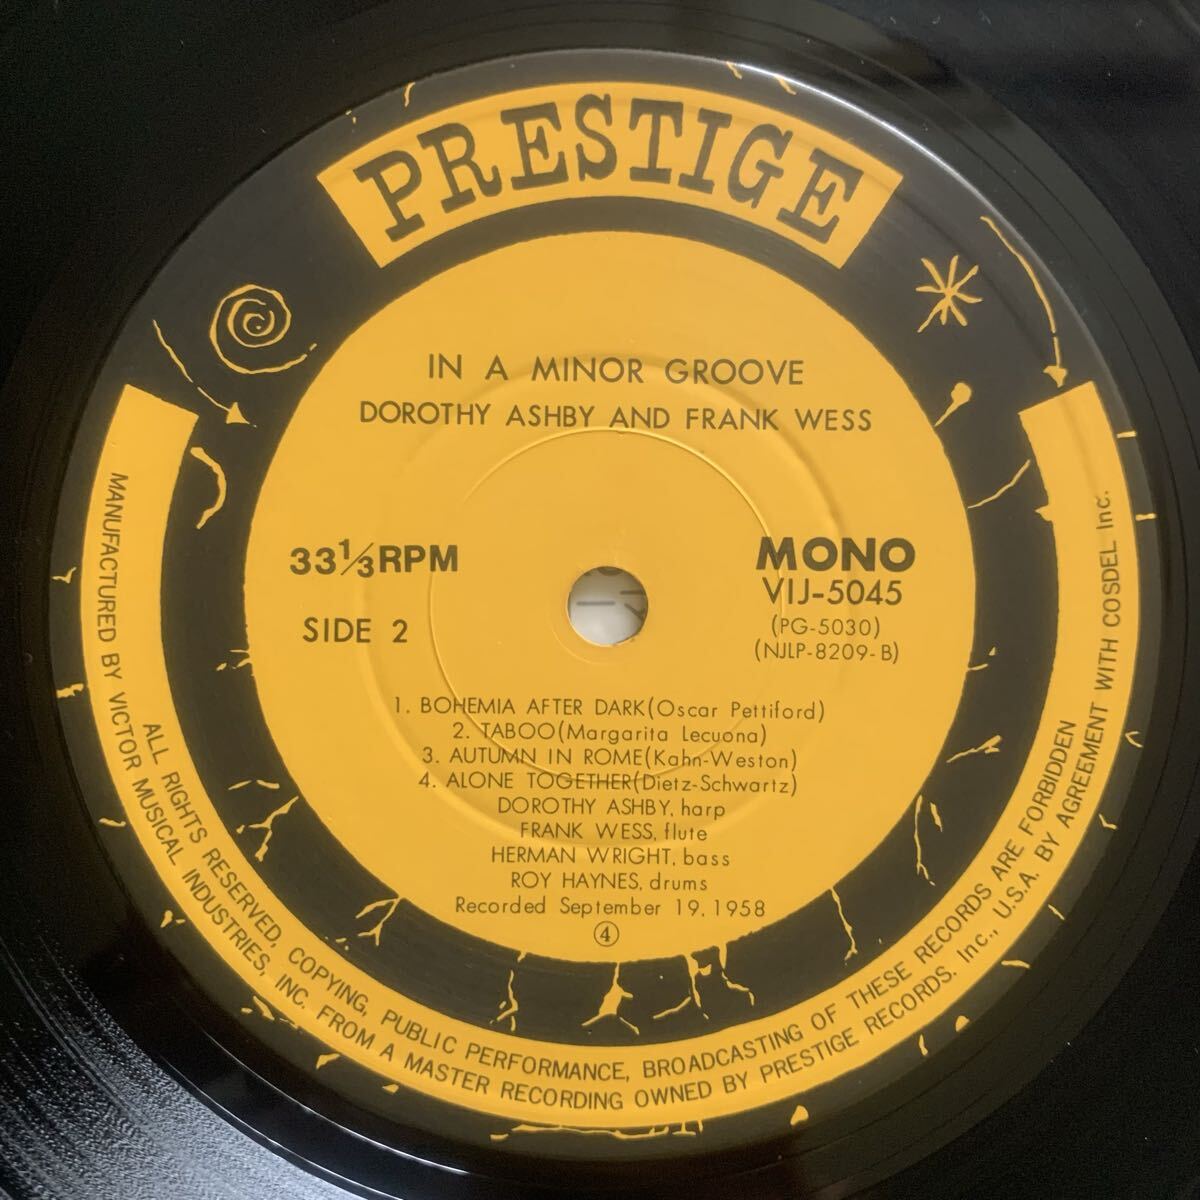 PRESTIGE
IN A MINOR GROOVE
DOROTHY ASHBY AND FRANK WESS
33 1/3 RPM
SIDE 2
MONO
VIJ-5045
(PG-5030)
(NJLP-8209-B)
1. BOHEMIA AFTER DARK(Oscar Pettiford)
2. TABOO(Margarita Lecuona)
3. AUTUMN IN ROME(Kahn-Weston)
4. ALONE TOGETHER(Dietz-Schwartz)
DOROTHY ASHBY, harp
FRANK WESS, flute
HERMAN WRIGHT, bass
ROY HAYNES, drums
Recorded September 19, 1958
④
ALL RIGHTS RESERVED, COPYING, PUBLIC PERFORMANCE, BROADCASTING OF THESE RECORDS ARE FORBIDDEN
MANUFACTURED BY VICTOR MUSICAL INDUSTRIES, INC. FROM A MASTER RECORDING OWNED BY PRESTIGE RECORDS. Inc., U.S.A. BY AGREEMENT WITH COSDEL Inc.